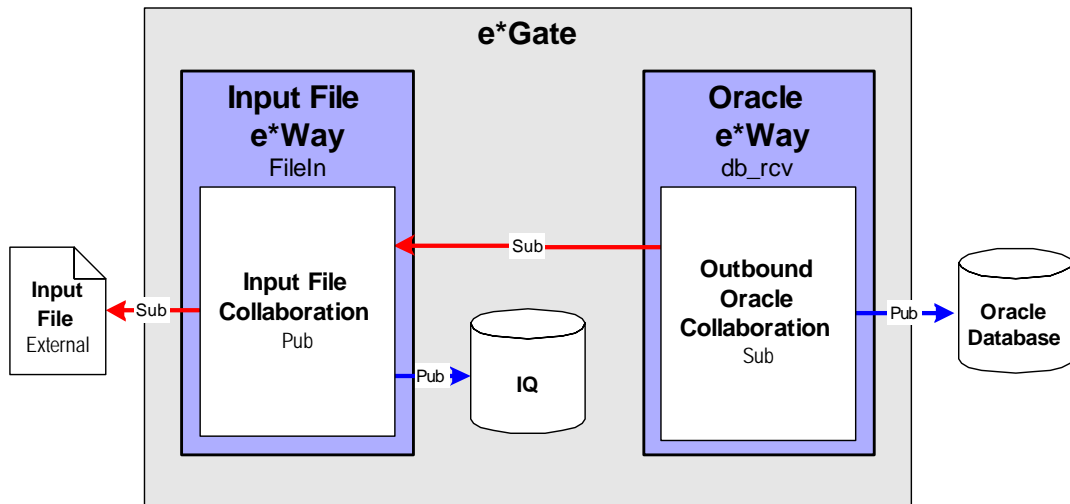 e*Gate
Input File
e*Way
FileIn
Oracle
e*Way
db_rcv
Input
File
External
Sub
Input File
Collaboration
Pub
Pub
IQ
Sub
Outbound
Oracle
Collaboration
Sub
Pub
Oracle
Database